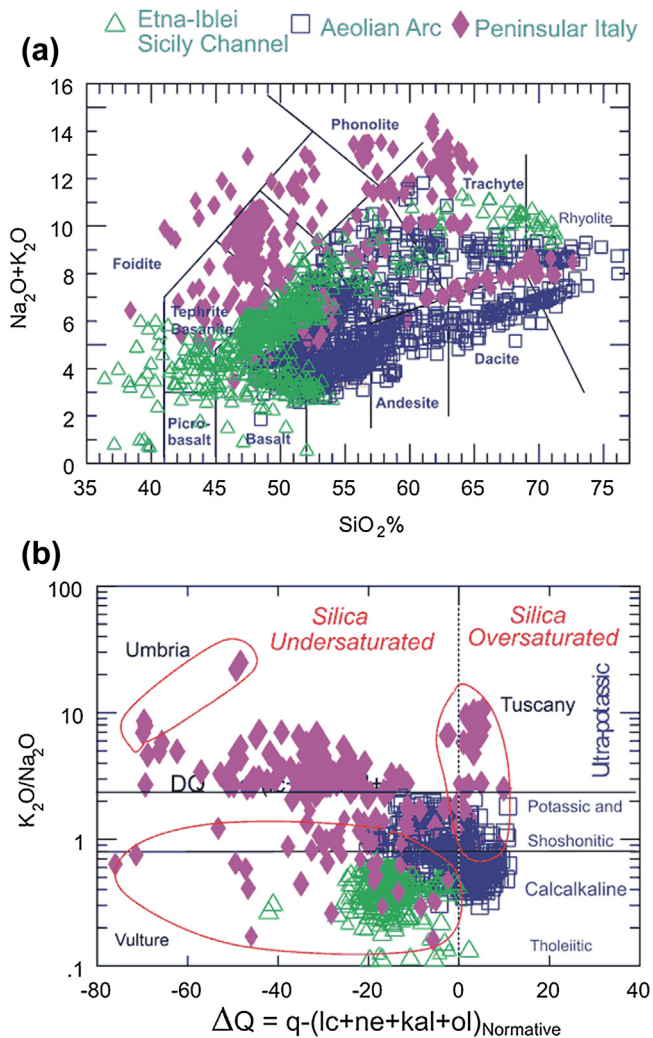 Etna-Iblei
Sicily Channel
Aeolian Arc
Peninsular Italy
(a)
16
14
12
10
8
6
4
2
0
Na2O+K2O
Phonolite
Trachyte
Rhyolite
Foidite
Tephrite
Basanite
Dacite
Andesite
Picro-
basalt
Basalt
35 40 45 50 55 60 65 70 75
SiO2%
(b)
100
10
1
.1
K2O/Na2O
Silica
Undersaturated
Silica
Oversaturated
Umbria
Tuscany
Ultra-potassic
DQ
Potassic and
Shoshonitic
Calcalkaline
Vulture
Tholeiitic
-80 -60 -40 -20 0 20 40
ΔQ = q-(lc+ne+kal+ol)Normative